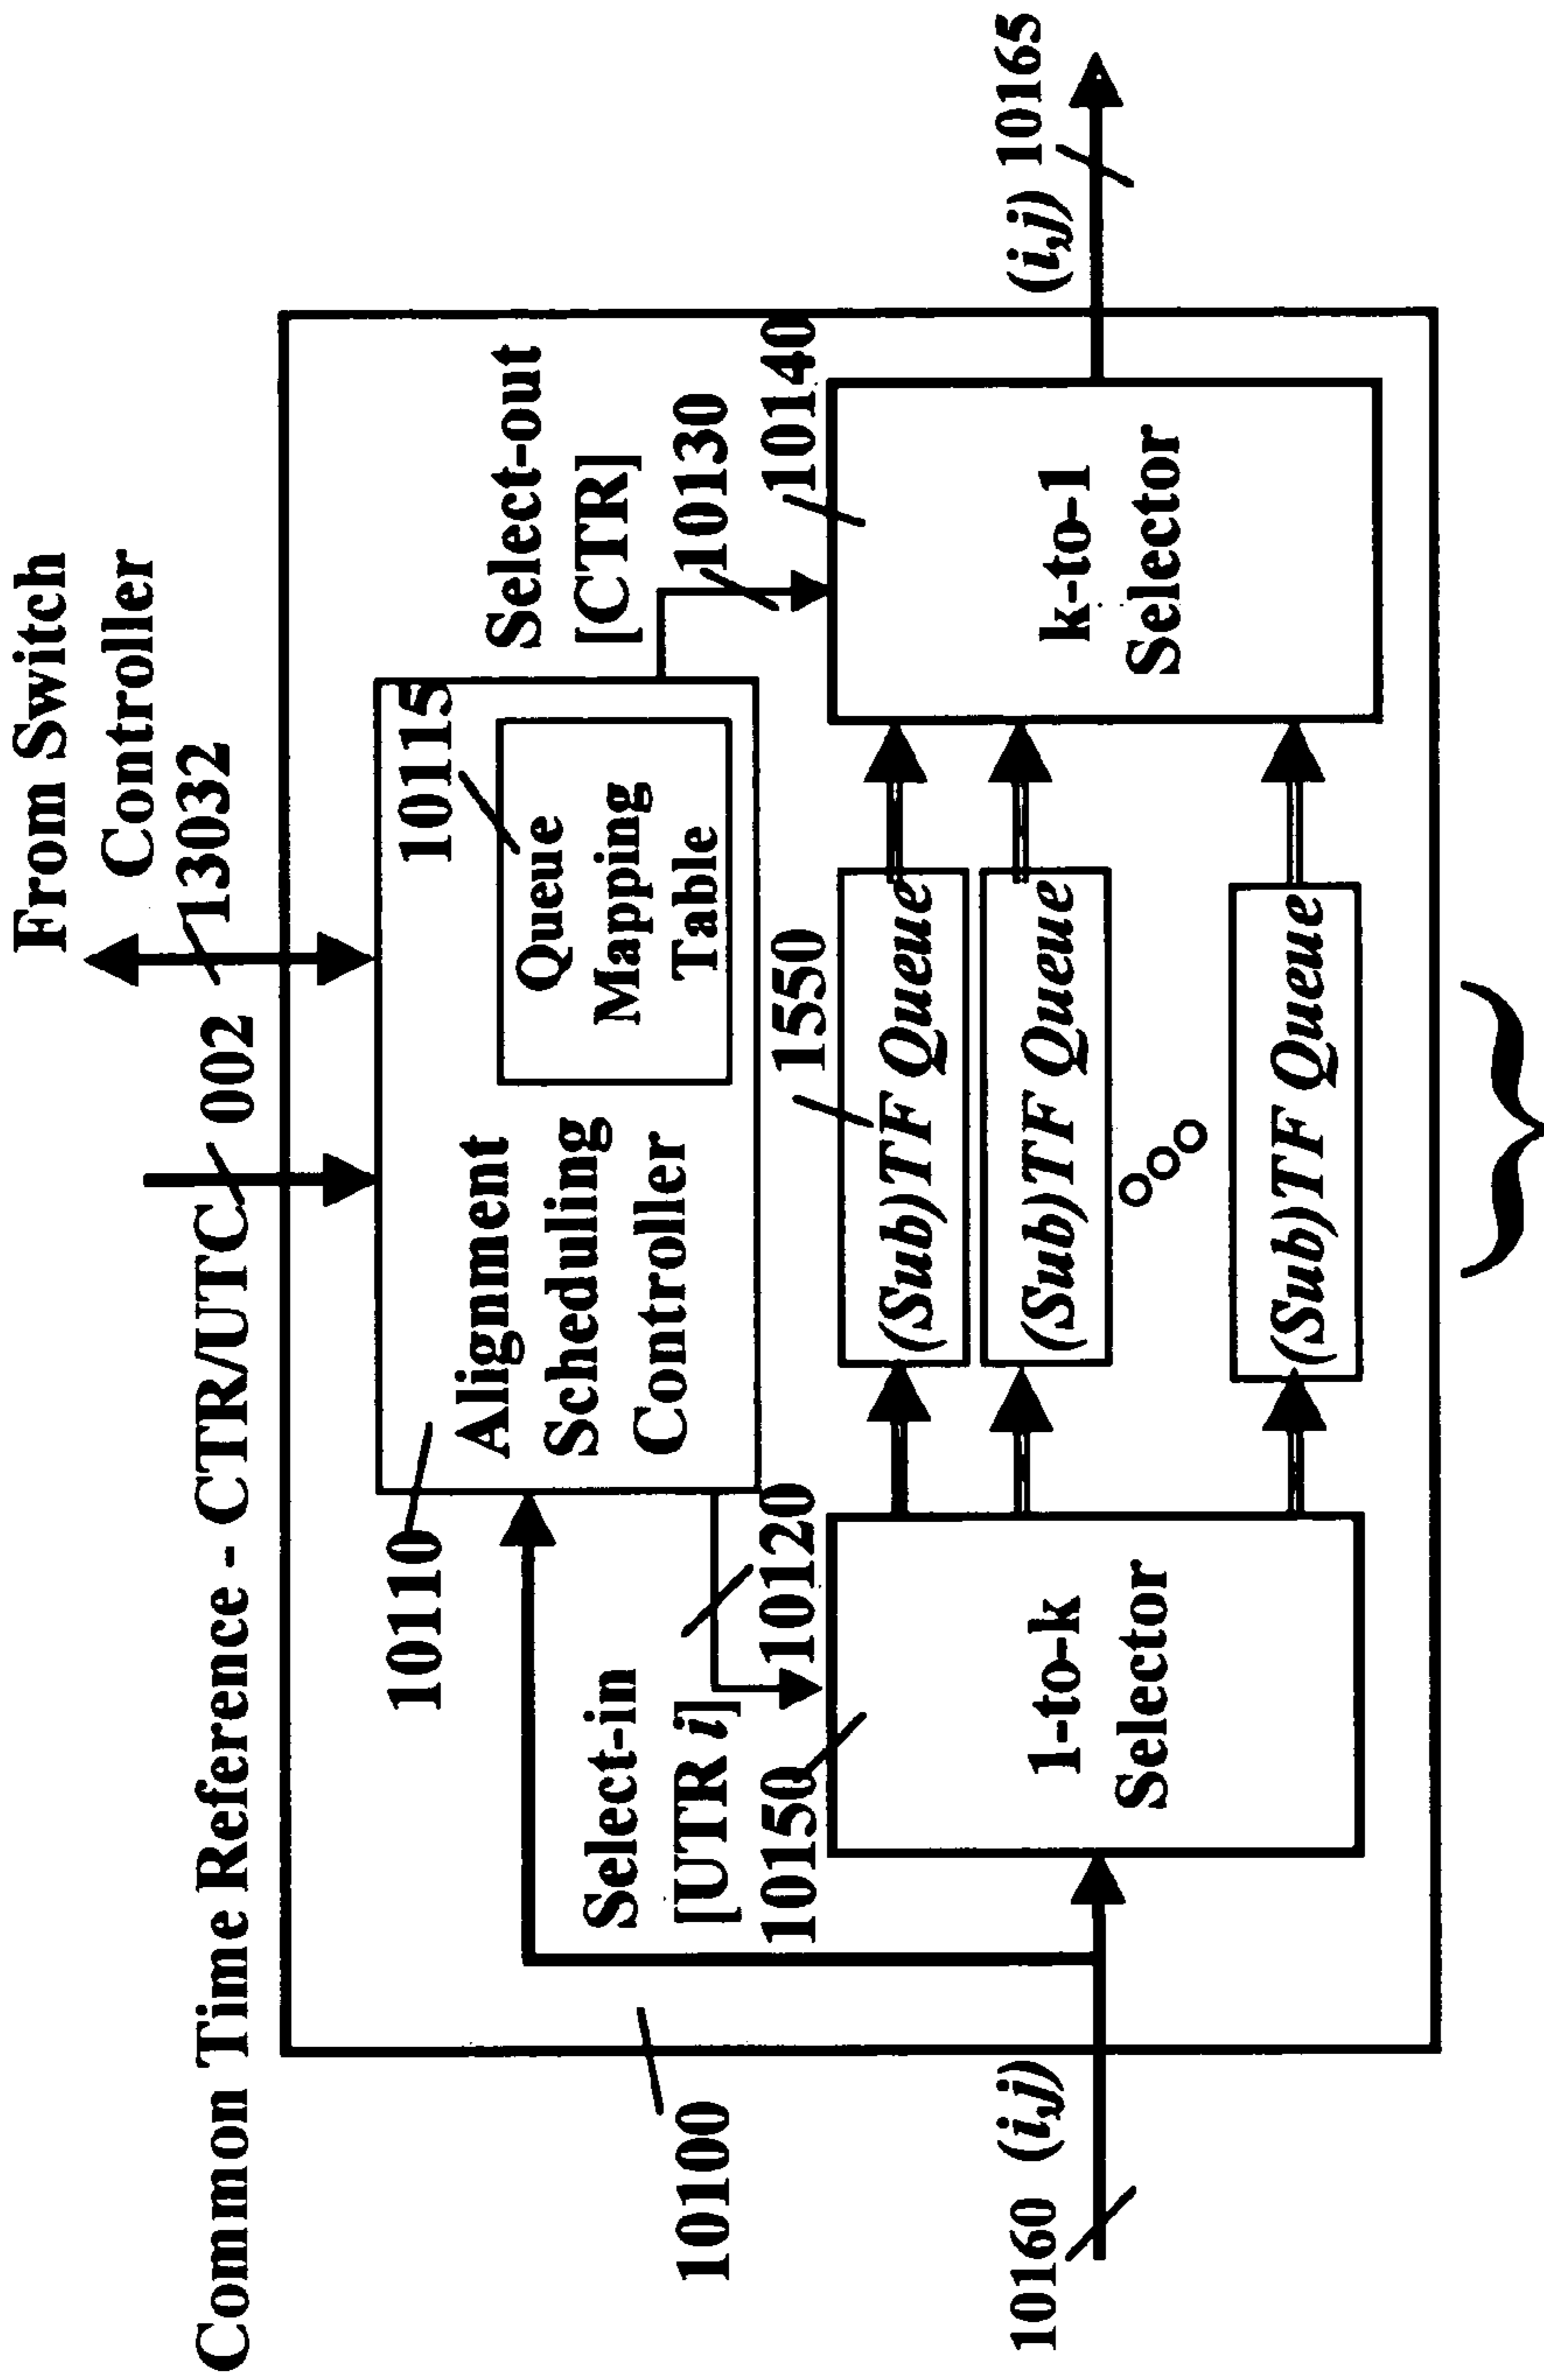 From Switch
Controller
13032
Common Time Reference - CTR/UTC
002
10110
Alignment
Scheduling
Controller
10115
Queue
Mapping
Table
Select-out
[CTR]
10130
10140
Select-in
[UTR i]
10120
10150
1550
10100
10160 (i,j)
1-to-k
Selector
(Sub)TF Queue
(Sub)TF Queue
(Sub)TF Queue
k-to-1
Selector
(i,j) 10165